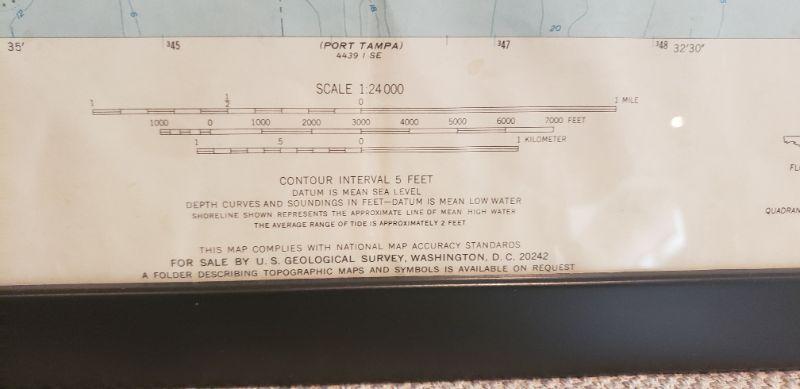 12
18
20
5
35'
³45
(PORT TAMPA)
4439 I SE
³47
³48
32'30"
SCALE 1:24 000
1 ½ 0 1 MILE
1000 0 1000 2000 3000 4000 5000 6000 7000 FEET
1 .5 0 1 KILOMETER
CONTOUR INTERVAL 5 FEET
DATUM IS MEAN SEA LEVEL
DEPTH CURVES AND SOUNDINGS IN FEET—DATUM IS MEAN LOW WATER
SHORELINE SHOWN REPRESENTS THE APPROXIMATE LINE OF MEAN HIGH WATER
THE AVERAGE RANGE OF TIDE IS APPROXIMATELY 2 FEET
THIS MAP COMPLIES WITH NATIONAL MAP ACCURACY STANDARDS
FOR SALE BY U. S. GEOLOGICAL SURVEY, WASHINGTON, D. C. 20242
A FOLDER DESCRIBING TOPOGRAPHIC MAPS AND SYMBOLS IS AVAILABLE ON REQUEST
FL
QUADRAN